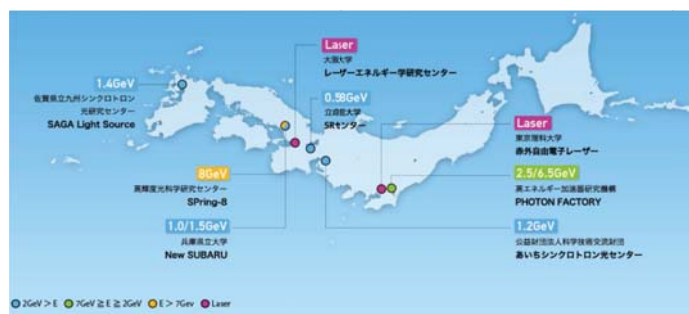 Laser
大阪大学
レーザーエネルギー学研究センター
1.4GeV
佐賀県立九州シンクロトロン
光研究センター
SAGA Light Source
0.58GeV
立命館大学
SRセンター
Laser
東京理科大学
赤外自由電子レーザー
8GeV
高輝度光科学研究センター
SPring-8
2.5/6.5GeV
高エネルギー加速器研究機構
PHOTON FACTORY
1.0/1.5GeV
兵庫県立大学
New SUBARU
1.2GeV
公益財団法人科学技術交流財団
あいちシンクロトロン光センター
2GeV > E
7GeV ≧ E ≧ 2GeV
E > 7Gev
Laser